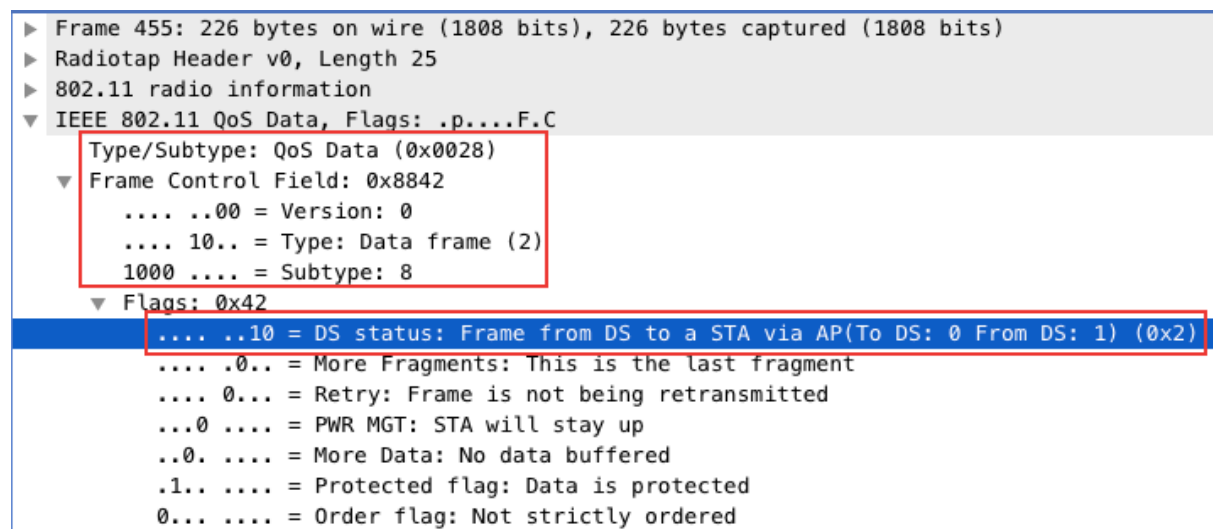 Frame 455: 226 bytes on wire (1808 bits), 226 bytes captured (1808 bits)
Radiotap Header v0, Length 25
802.11 radio information
IEEE 802.11 QoS Data, Flags: .p....F.C
Type/Subtype: QoS Data (0x0028)
Frame Control Field: 0x8842
.... ..00 = Version: 0
.... 10.. = Type: Data frame (2)
1000 .... = Subtype: 8
Flags: 0x42
.... ..10 = DS status: Frame from DS to a STA via AP(To DS: 0 From DS: 1) (0x2)
.... .0.. = More Fragments: This is the last fragment
.... 0... = Retry: Frame is not being retransmitted
...0 .... = PWR MGT: STA will stay up
..0. .... = More Data: No data buffered
.1.. .... = Protected flag: Data is protected
0... .... = Order flag: Not strictly ordered